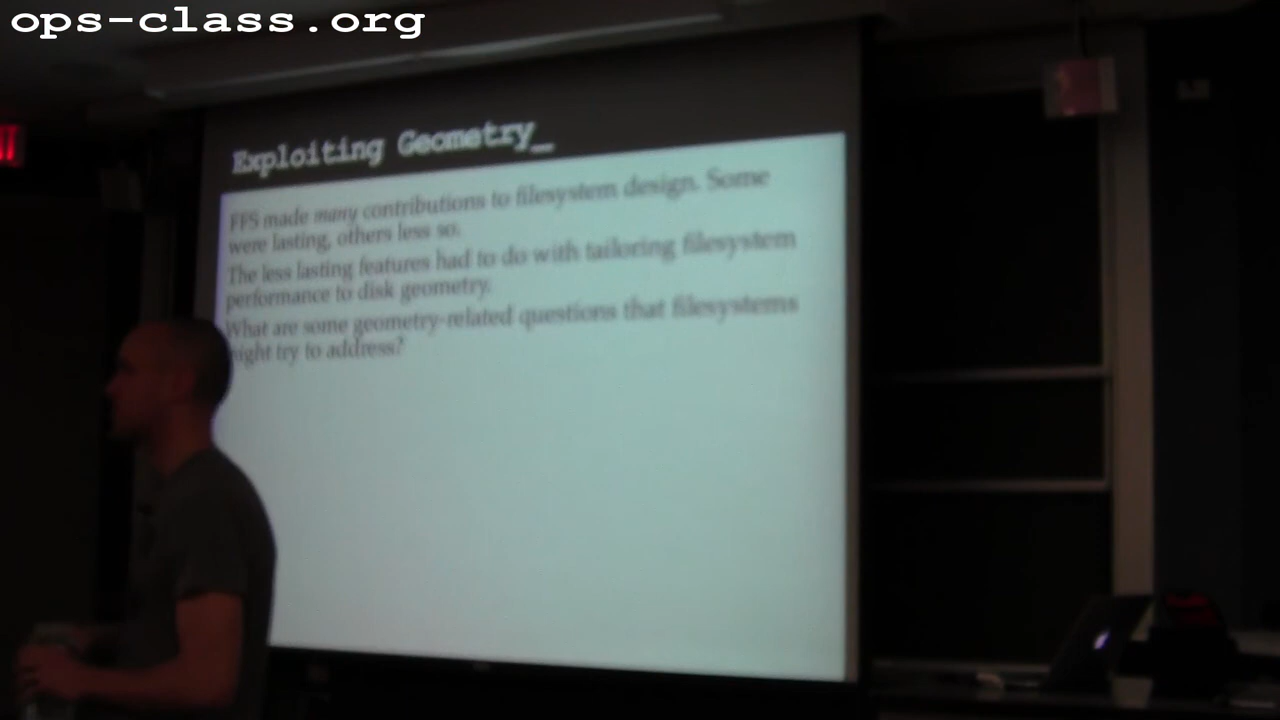 ops-class.org
Exploiting Geometry_
FFS made many contributions to filesystem design. Some
were lasting, others less so.
The less lasting features had to do with tailoring filesystem
performance to disk geometry.
What are some geometry-related questions that filesystems
might try to address?